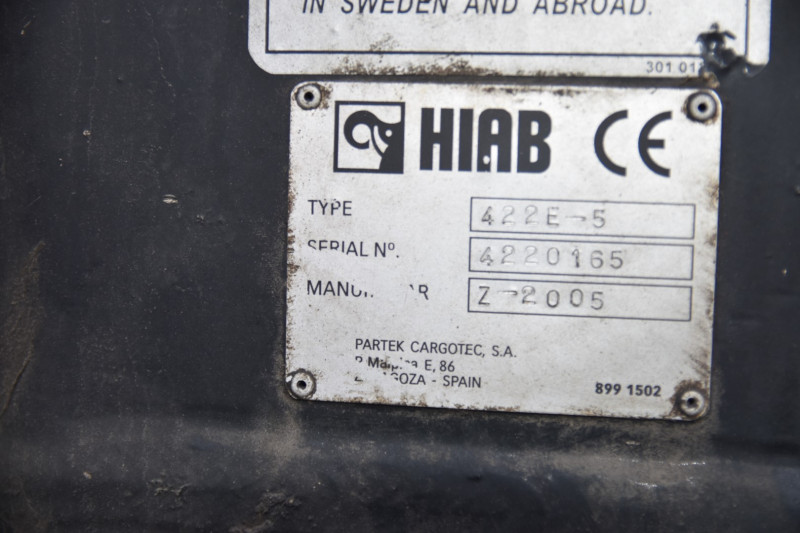 IN SWEDEN AND ABROAD.
301 01
HIAB CE
TYPE 422E-5
SERIAL Nº. 4220165
Z-2005
PARTEK CARGOTEC, S.A.
E, 86
- SPAIN
899 1502